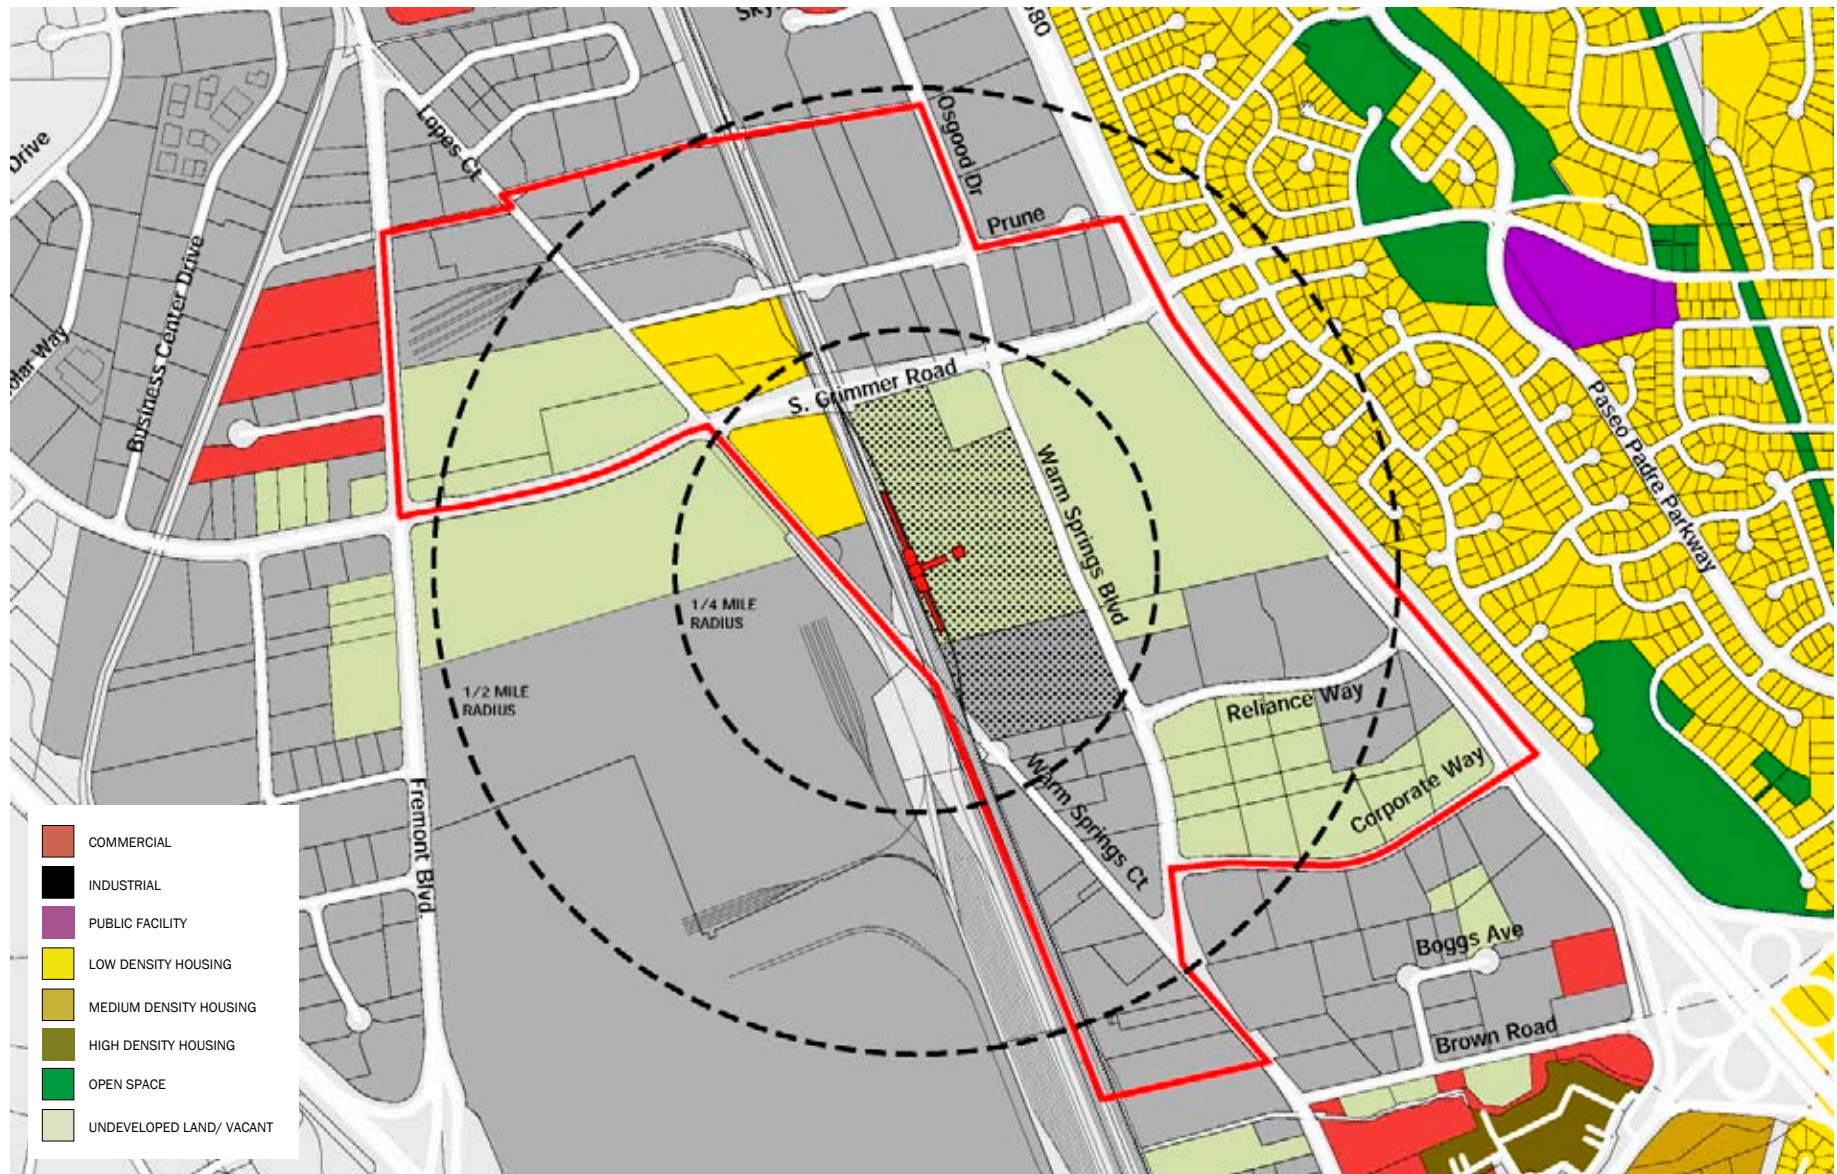 Sky
680
Drive
Lopes Ct
Osgood Dr
Prune
Business Center Drive
S. Grimmer Road
Paseo Padre Parkway
Warm Springs Blvd
1/4 MILE
RADIUS
1/2 MILE
RADIUS
Reliance Way
Warm Springs Ct
Corporate Way
Fremont Blvd.
Boggs Ave
Brown Road
COMMERCIAL
INDUSTRIAL
PUBLIC FACILITY
LOW DENSITY HOUSING
MEDIUM DENSITY HOUSING
HIGH DENSITY HOUSING
OPEN SPACE
UNDEVELOPED LAND/ VACANT